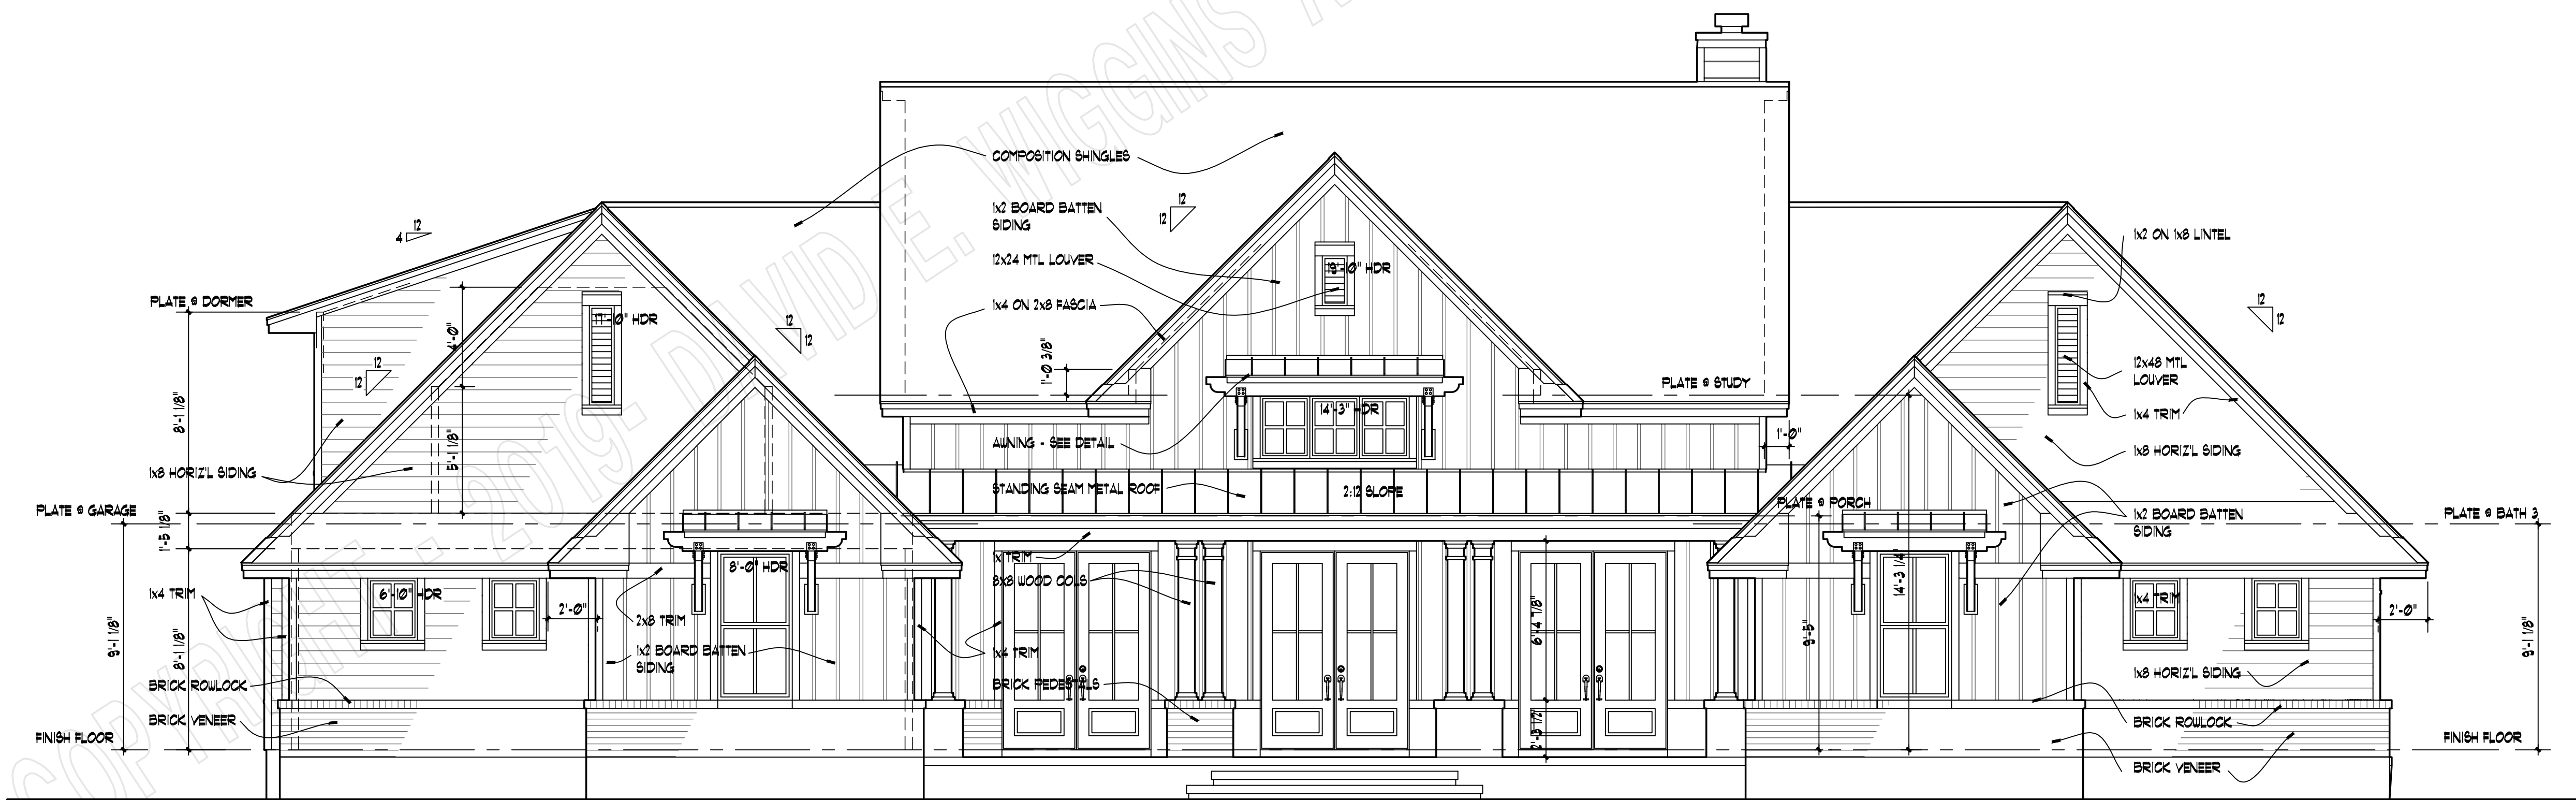 COPYRIGHT - 2019- DAVID E. WIGGINS
COMPOSITION SHINGLES
1x2 BOARD BATTEN
SIDING
12x24 MTL LOUVER
1x4 ON 2x8 FASCIA
AWNING - SEE DETAIL
STANDING SEAM METAL ROOF
2:12 SLOPE
12
4
12
12
12
12
12
12
12
12
PLATE @ DORMER
8'-1 1/8"
1x8 HORIZ'L SIDING
PLATE @ GARAGE
1'-5 1/8"
4'-0"
5'-1 1/8"
17'-10" HDR
19'-10" HDR
1'-0 3/8"
14'-3" HDR
PLATE @ STUDY
1'-0"
PLATE @ PORCH
1x2 ON 1x8 LINTEL
12x48 MTL
LOUVER
1x4 TRIM
1x8 HORIZ'L SIDING
1x2 BOARD BATTEN
SIDING
PLATE @ BATH 3
1x4 TRIM
9'-1 1/8"
8'-1 1/8"
6'-10" HDR
2'-0"
8'-0" HDR
2x8 TRIM
1x2 BOARD BATTEN
SIDING
BRICK ROWLOCK
BRICK VENEER
FINISH FLOOR
1x TRIM
8x8 WOOD COLS
1x4 TRIM
BRICK PEDESTALS
6'-4 7/8"
2'-3 1/2"
9'-5"
14'-3 1/4"
1x4 TRIM
2'-0"
9'-1 1/8"
1x8 HORIZ'L SIDING
BRICK ROWLOCK
FINISH FLOOR
BRICK VENEER